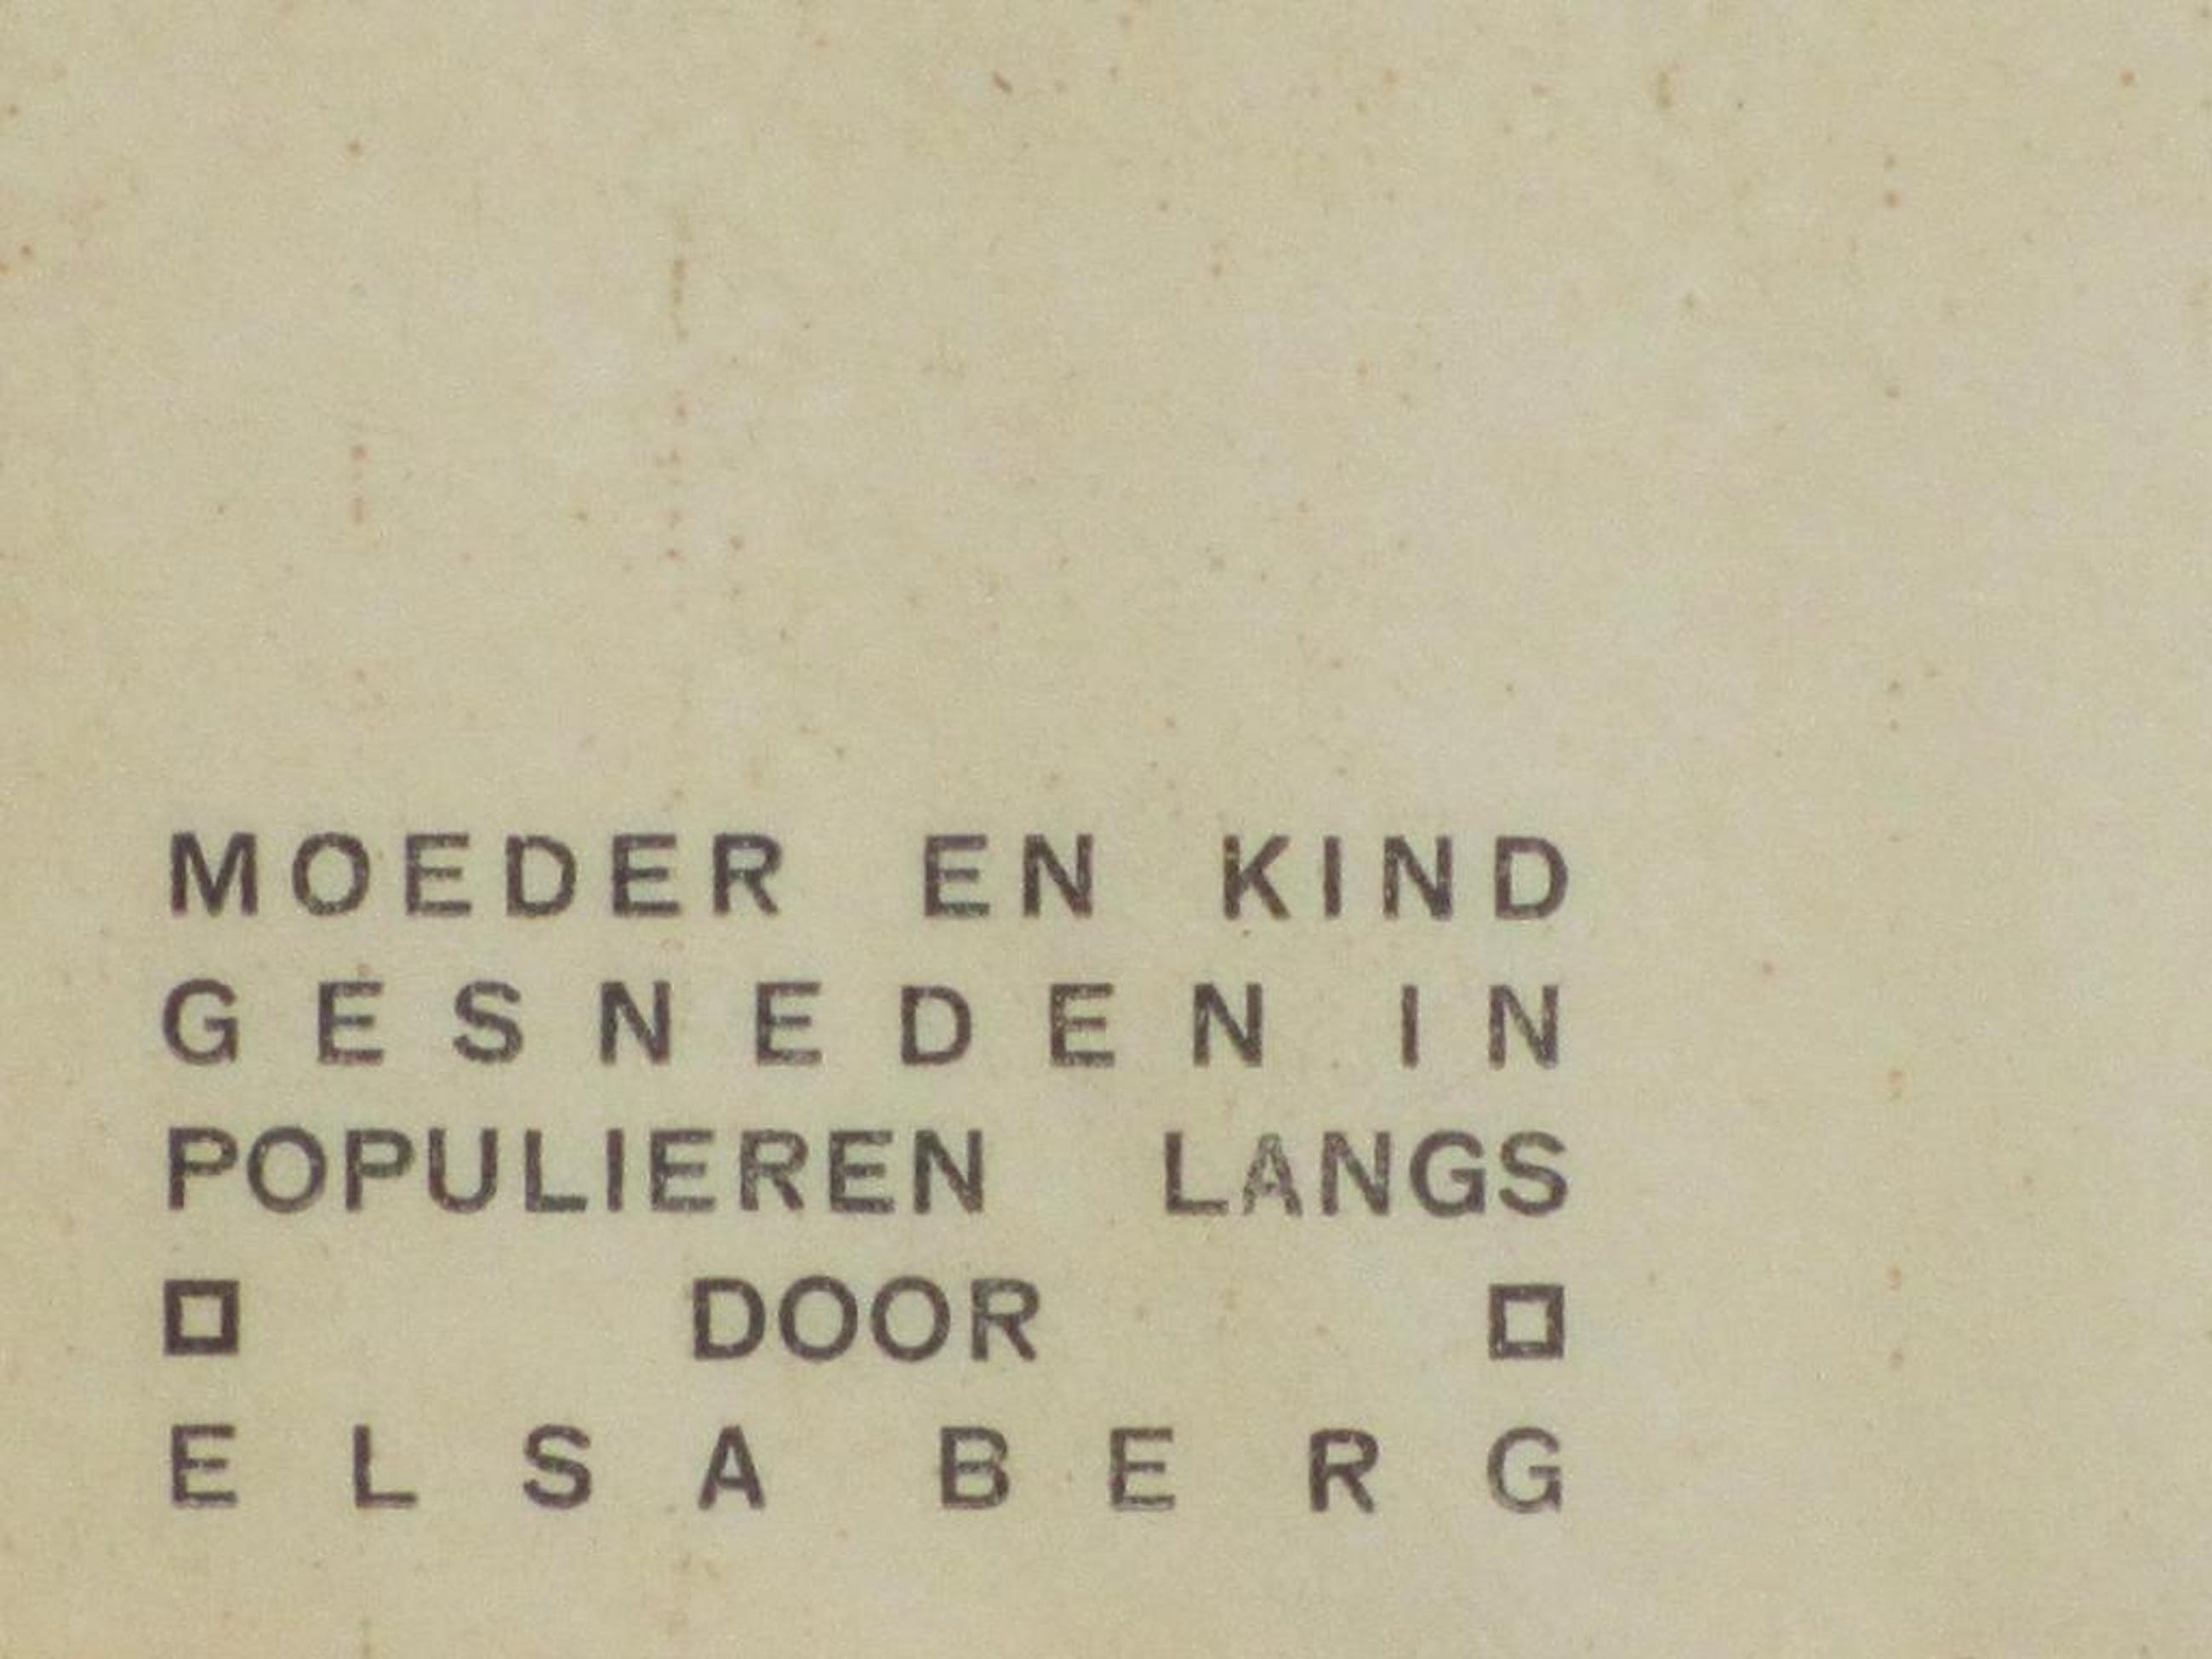 MOEDER EN KIND
GESNEDEN IN
POPULIEREN LANGS
DOOR
ELSA BERG